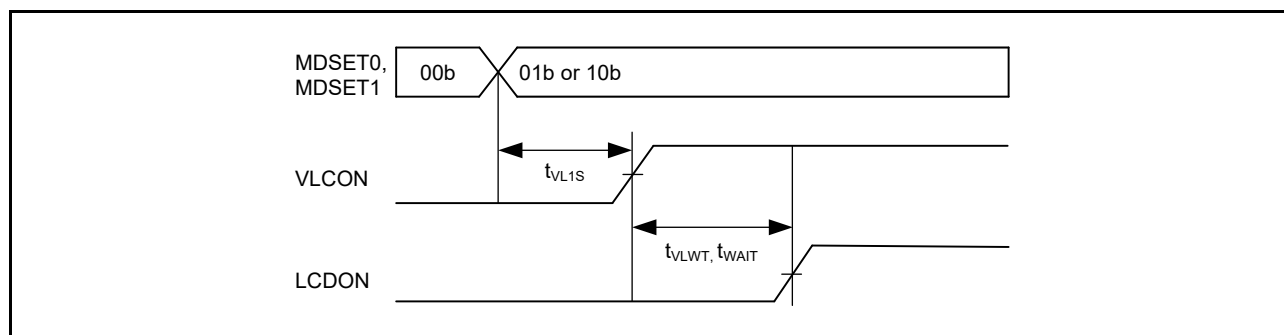 MDSET0,
MDSET1
00b
01b or 10b
tVL1S
VLCON
tVLWT, tWAIT
LCDON